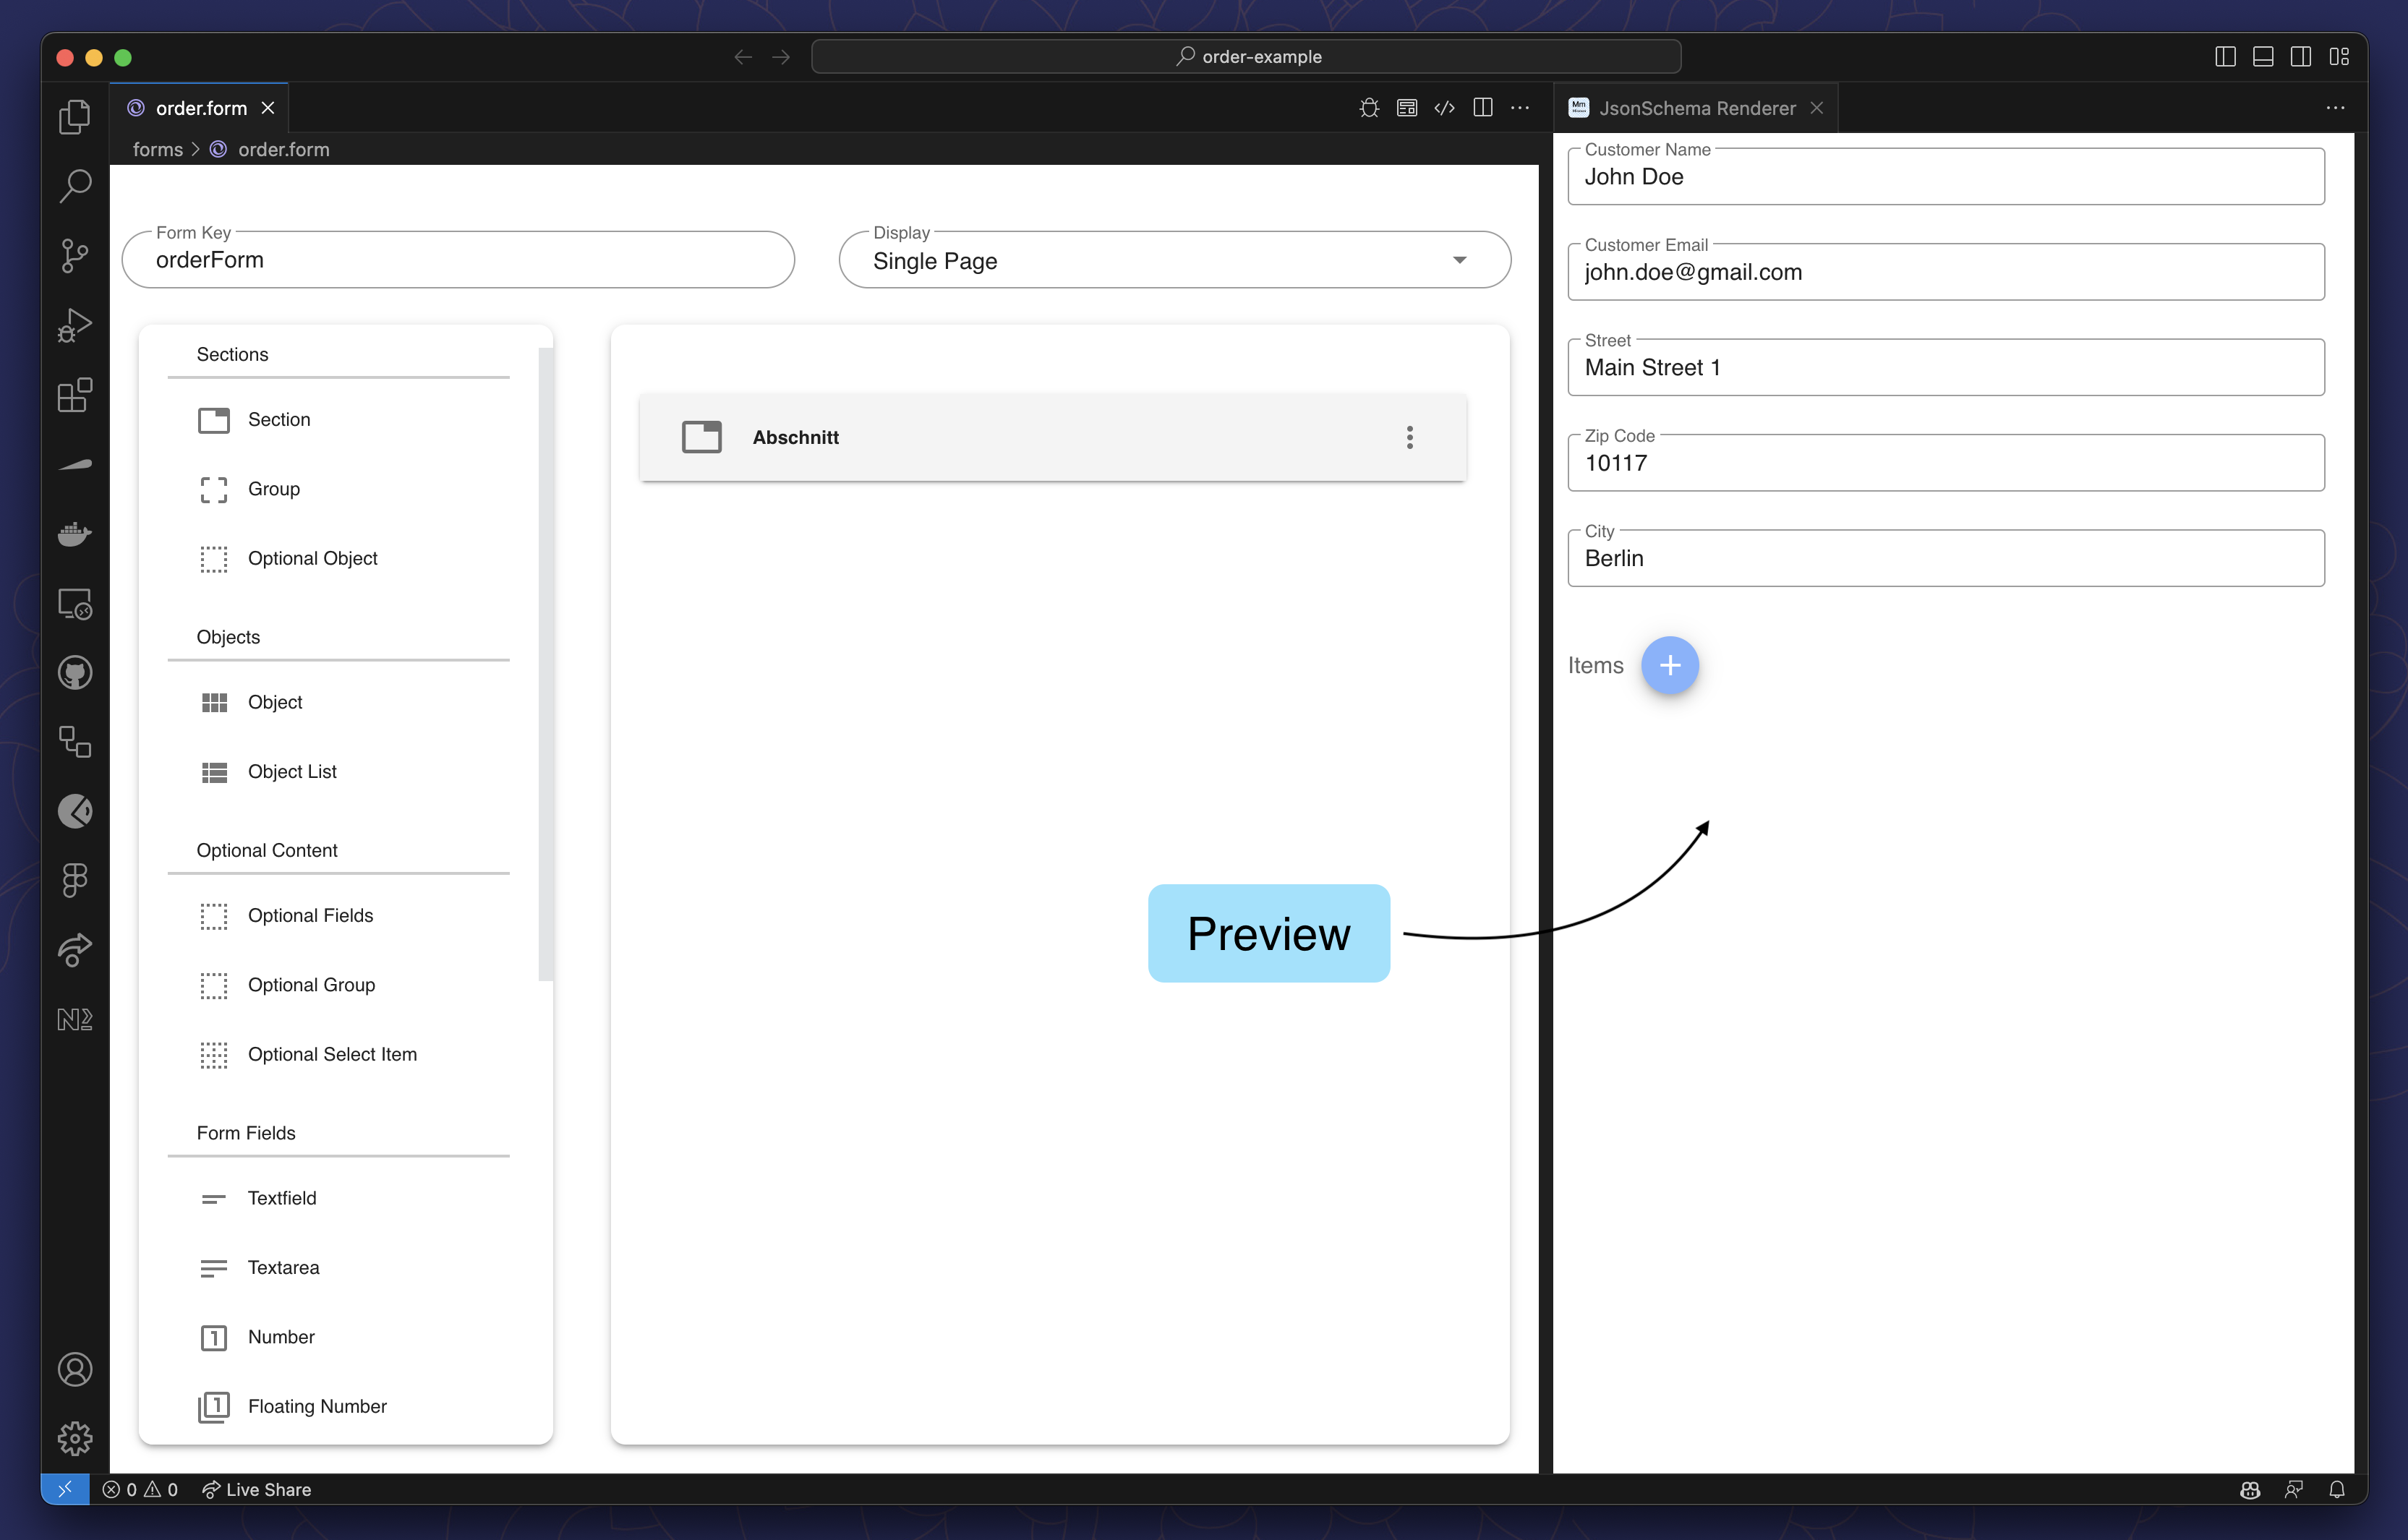 order-example
order.form
JsonSchema Renderer
forms > order.form
Form Key
orderForm
Display
Single Page
Sections
Section
Group
Optional Object
Objects
Object
Object List
Optional Content
Optional Fields
Optional Group
Optional Select Item
Form Fields
Textfield
Textarea
Number
Floating Number
Abschnitt
Preview
Customer Name
John Doe
Customer Email
john.doe@gmail.com
Street
Main Street 1
Zip Code
10117
City
Berlin
Items
0 0 Live Share